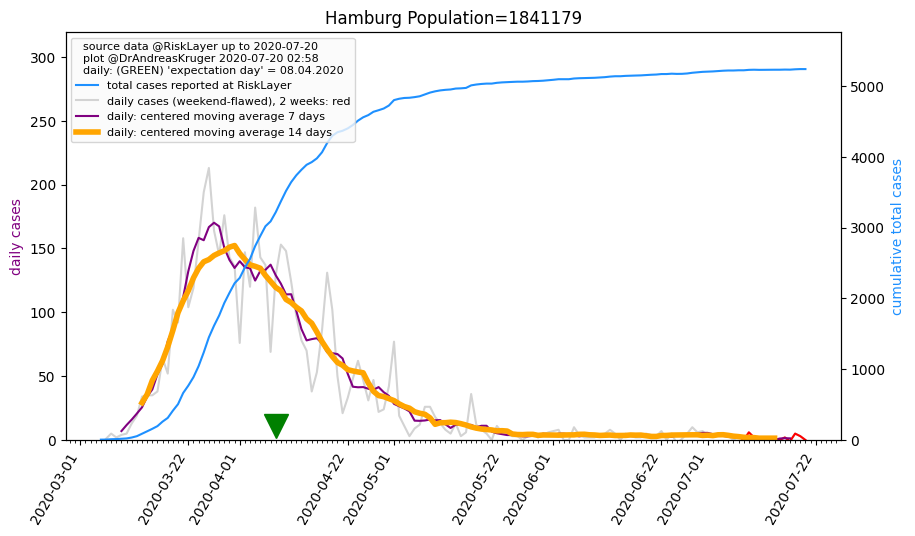 Hamburg Population=1841179
source data @RiskLayer up to 2020-07-20
plot @DrAndreasKruger 2020-07-20 02:58
daily: (GREEN) 'expectation day' = 08.04.2020
total cases reported at RiskLayer
daily cases (weekend-flawed), 2 weeks: red
daily: centered moving average 7 days
daily: centered moving average 14 days
300
250
200
150
100
50
0
daily cases
5000
4000
3000
2000
1000
0
cumulative total cases
2020-03-01
2020-03-22
2020-04-01
2020-04-22
2020-05-01
2020-05-22
2020-06-01
2020-06-22
2020-07-01
2020-07-22